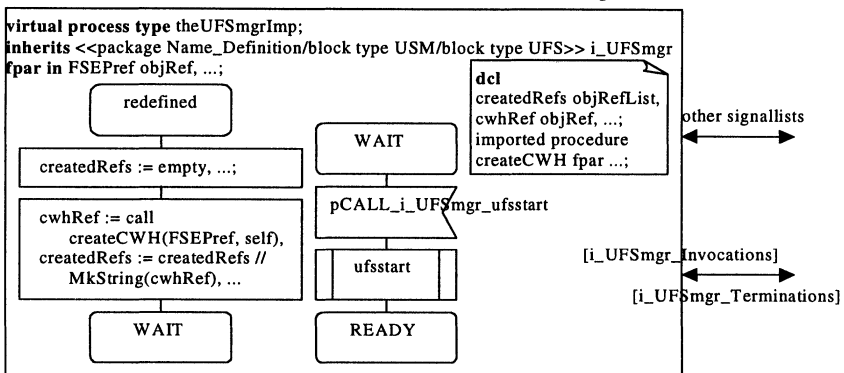 virtual process type theUFSmgrImp;
inherits <<package Name_Definition/block type USM/block type UFS>> i_UFSmgr
fpar in FSEPref objRef, ...;
redefined
createdRefs := empty, ...;
cwhRef := call
createCWH(FSEPref, self),
createdRefs := createdRefs //
MkString(cwhRef), ...
WAIT
WAIT
pCALL_i_UFSmgr_ufsstart
ufsstart
READY
dcl
createdRefs objRefList,
cwhRef objRef, ...;
imported procedure
createCWH fpar ...;
other signallists
[i_UFSmgr_Invocations]
[i_UFSmgr_Terminations]